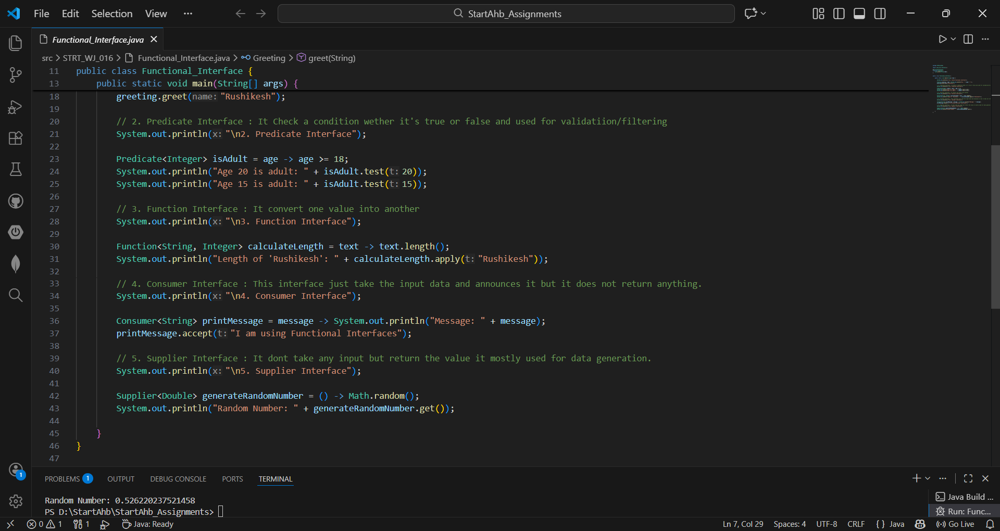 File Edit Selection View ··· StartAhb_Assignments
Functional_Interface.java
src > STRT_WJ_016 > Functional_Interface.java > Greeting > greet(String)
11 public class Functional_Interface {
13 public static void main(String[] args) {
18 greeting.greet(name: "Rushikesh");
19
20 // 2. Predicate Interface : It Check a condition wether it's true or false and used for validatiion/filtering
21 System.out.println(x: "\n2. Predicate Interface");
22
23 Predicate<Integer> isAdult = age -> age >= 18;
24 System.out.println("Age 20 is adult: " + isAdult.test(t: 20));
25 System.out.println("Age 15 is adult: " + isAdult.test(t: 15));
26
27 // 3. Function Interface : It convert one value into another
28 System.out.println(x: "\n3. Function Interface");
29
30 Function<String, Integer> calculateLength = text -> text.length();
31 System.out.println("Length of 'Rushikesh': " + calculateLength.apply(t: "Rushikesh"));
32
33 // 4. Consumer Interface : This interface just take the input data and announces it but it does not return anything.
34 System.out.println(x: "\n4. Consumer Interface");
35
36 Consumer<String> printMessage = message -> System.out.println("Message: " + message);
37 printMessage.accept(t: "I am using Functional Interfaces");
38
39 // 5. Supplier Interface : It dont take any input but return the value it mostly used for data generation.
40 System.out.println(x: "\n5. Supplier Interface");
41
42 Supplier<Double> generateRandomNumber = () -> Math.random();
43 System.out.println("Random Number: " + generateRandomNumber.get());
44
45 }
46 }
47
PROBLEMS 1 OUTPUT DEBUG CONSOLE PORTS TERMINAL
1
Random Number: 0.526220237521458
Java Build ...
PS D:\StartAhb\StartAhb_Assignments>
Run: Func...
0 1 1 Java: Ready Ln 7, Col 29 Spaces: 4 UTF-8 CRLF {} Java Go Live